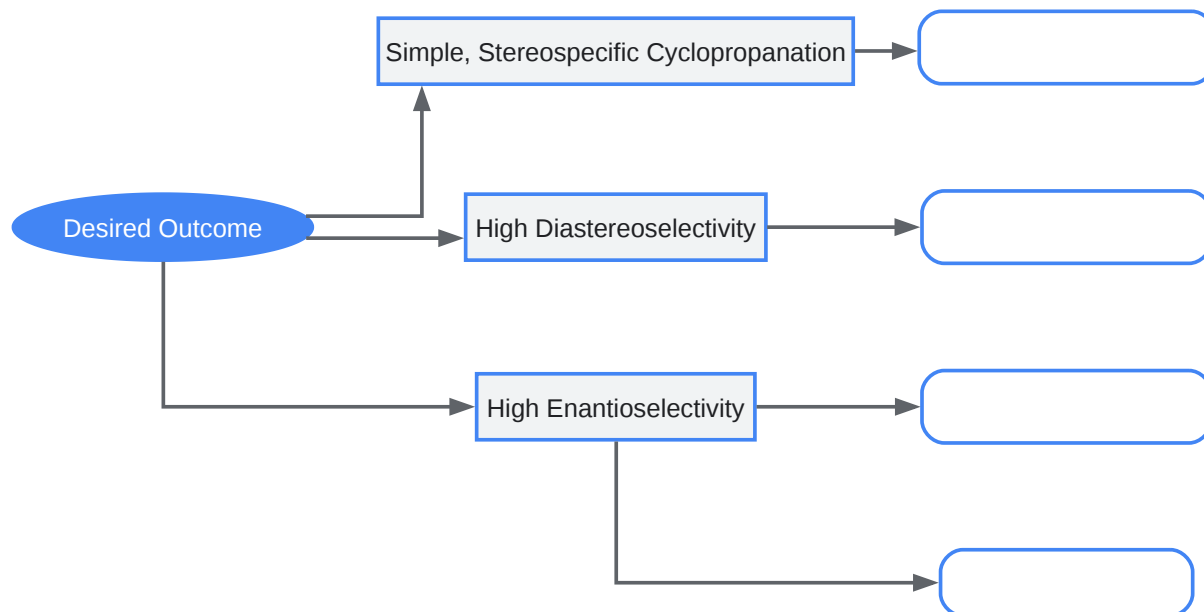 Simple, Stereospecific Cyclopropanation
Desired Outcome
High Diastereoselectivity
High Enantioselectivity